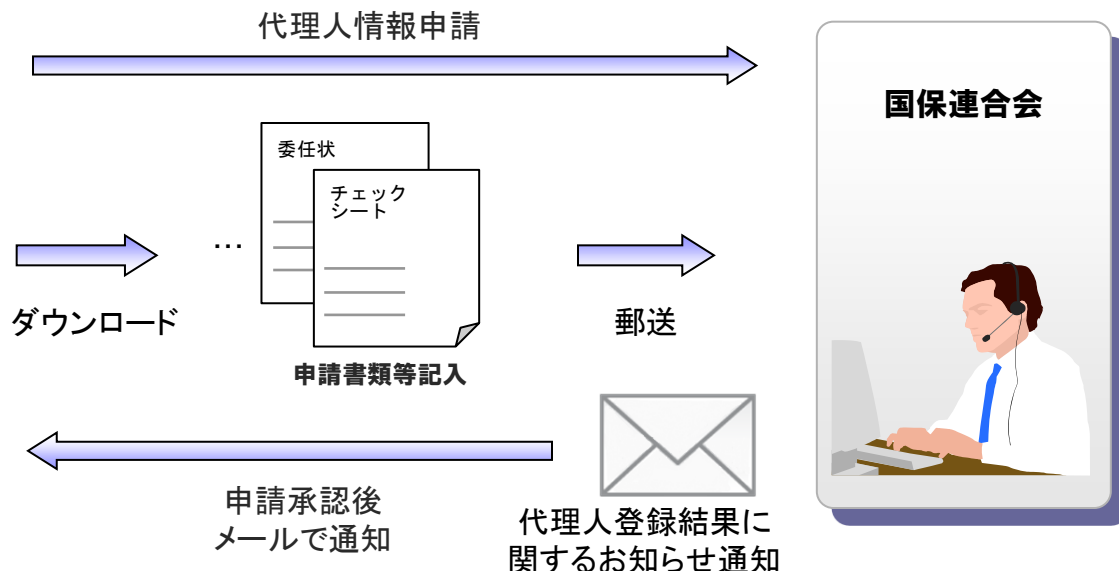 代理人情報申請
国保連合会
委任状
チェック
シート
…
ダウンロード
郵送
申請書類等記入
申請承認後
メールで通知
代理人登録結果に
関するお知らせ通知